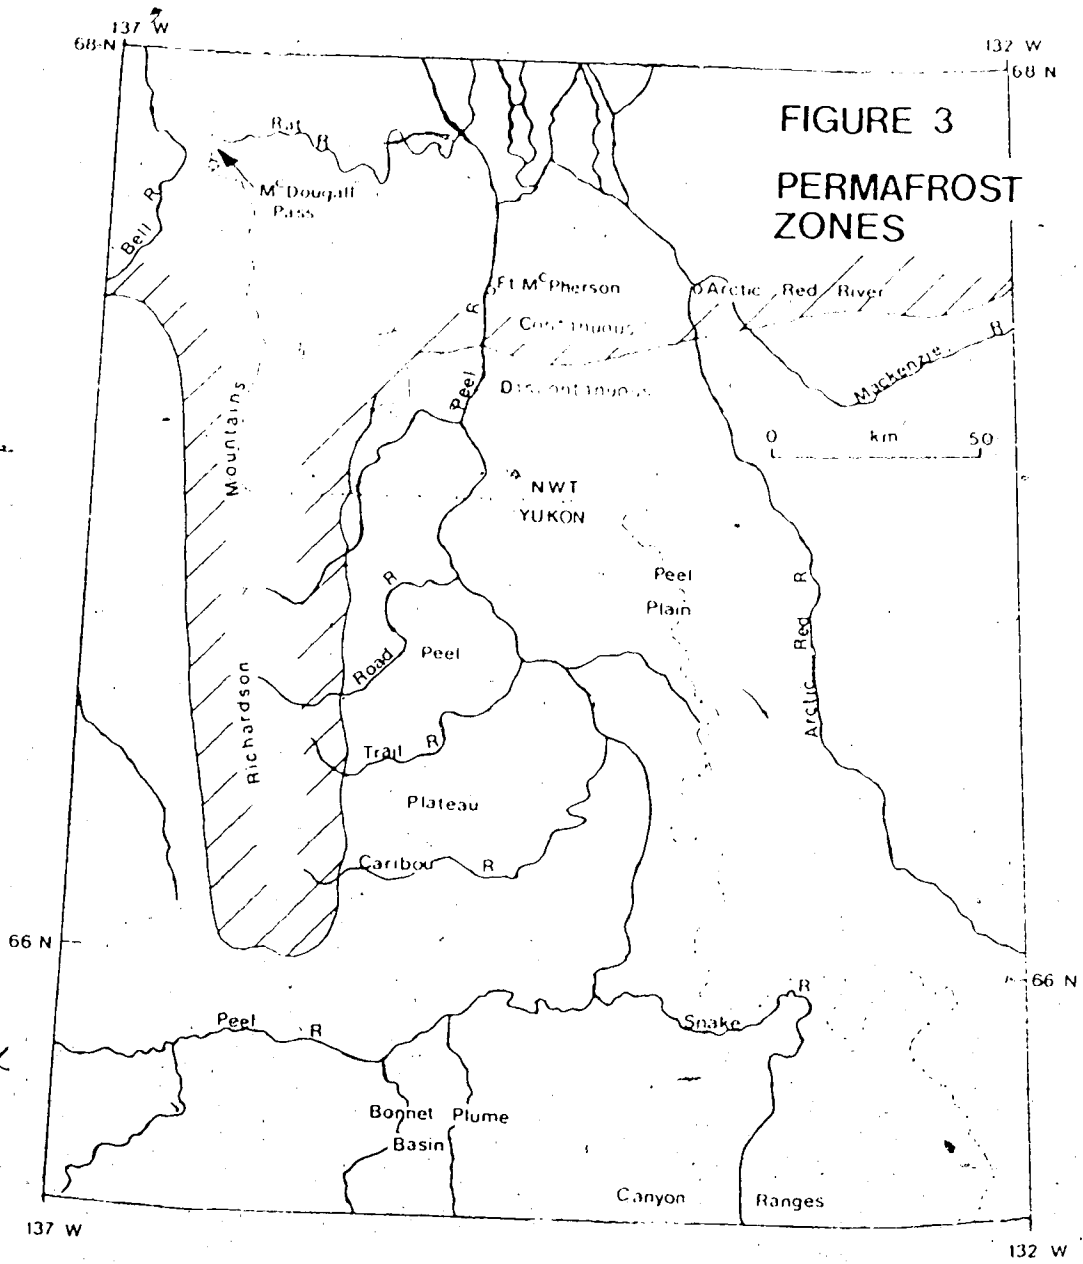 137 W
68 N
132 W
68 N
FIGURE 3
PERMAFROST
ZONES
Rat R
McDougall
Pass
Bell R
Ft McPherson
Arctic Red River
Continuous
Discontinuous
Peel R
Mackenzie R
0 km 50
Richardson Mountains
NWT
YUKON
Peel
Plain
Arctic Red R
Road R
Peel
Trail R
Plateau
Caribou R
66 N
66 N
Peel R
Snake R
Bonnet Plume
Basin
Canyon Ranges
137 W
132 W